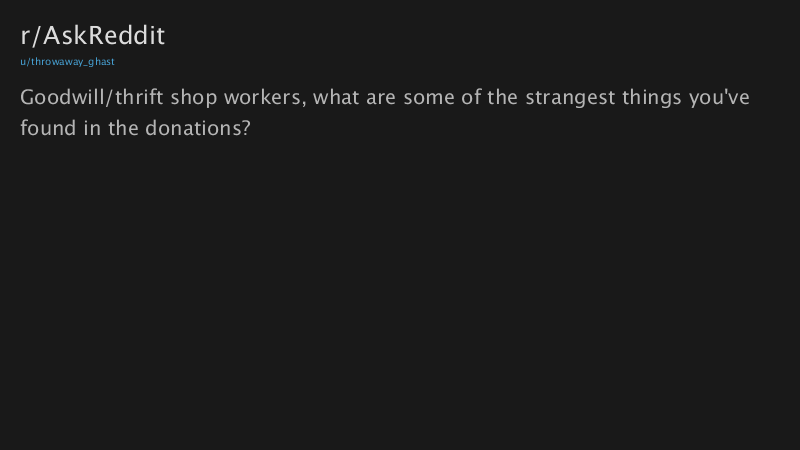 r/AskReddit
u/throwaway_ghast
Goodwill/thrift shop workers, what are some of the strangest things you've
found in the donations?